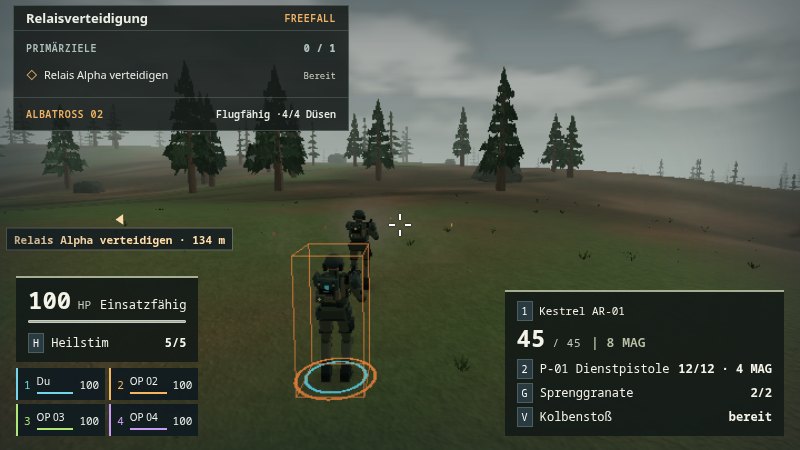 Relaisverteidigung FREEFALL
PRIMÄRZIELE 0 / 1
Relais Alpha verteidigen Bereit
ALBATROSS 02 Flugfähig ·4/4 Düsen
Relais Alpha verteidigen · 134 m
100 HP Einsatzfähig
H Heilstim 5/5
1 Du 100 2 OP 02 100
3 OP 03 100 4 OP 04 100
1 Kestrel AR-01
45 / 45 | 8 MAG
2 P-01 Dienstpistole 12/12 · 4 MAG
G Sprenggranate 2/2
V Kolbenstoß bereit